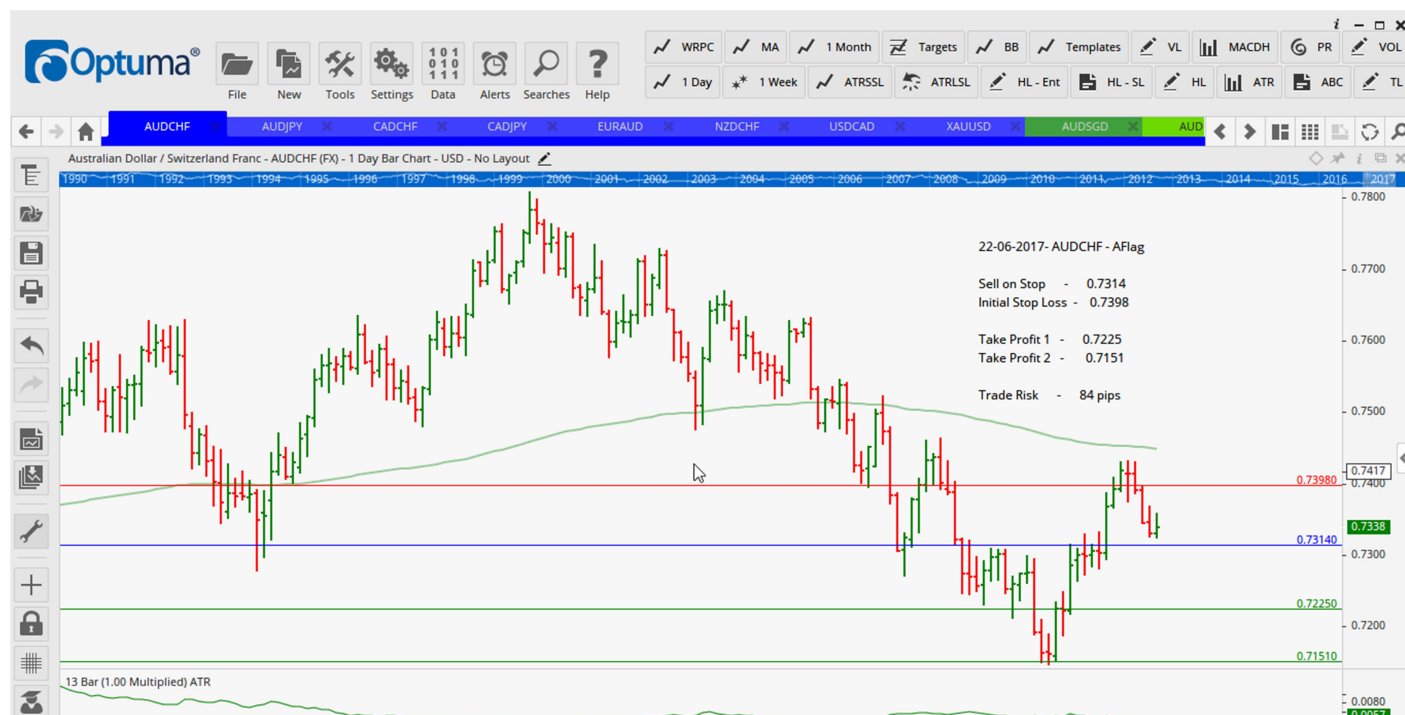 Optuma®
File
New
Tools
Settings
Data
Alerts
Searches
Help
WRPC MA 1 Month Targets BB Templates VL MACDH PR VOL
1 Day 1 Week ATRSSL ATRLSL HL - Ent HL - SL HL ATR ABC TL
AUDCHF AUDJPY CADCHF CADJPY EURAUD NZDCHF USDCAD XAUUSD AUDSGD AUD
Australian Dollar / Switzerland Franc - AUDCHF (FX) - 1 Day Bar Chart - USD - No Layout
1990 1991 1992 1993 1994 1995 1996 1997 1998 1999 2000 2001 2002 2003 2004 2005 2006 2007 2008 2009 2010 2011 2012 2013 2014 2015 2016 2017
22-06-2017- AUDCHF - AFlag
Sell on Stop - 0.7314
Initial Stop Loss - 0.7398
Take Profit 1 - 0.7225
Take Profit 2 - 0.7151
Trade Risk - 84 pips
0.7800
0.7700
0.7600
0.7500
0.7417
0.7400
0.73980
0.7338
0.73140
0.7300
0.72250
0.7200
0.71510
13 Bar (1.00 Multiplied) ATR
0.0080
0.0057